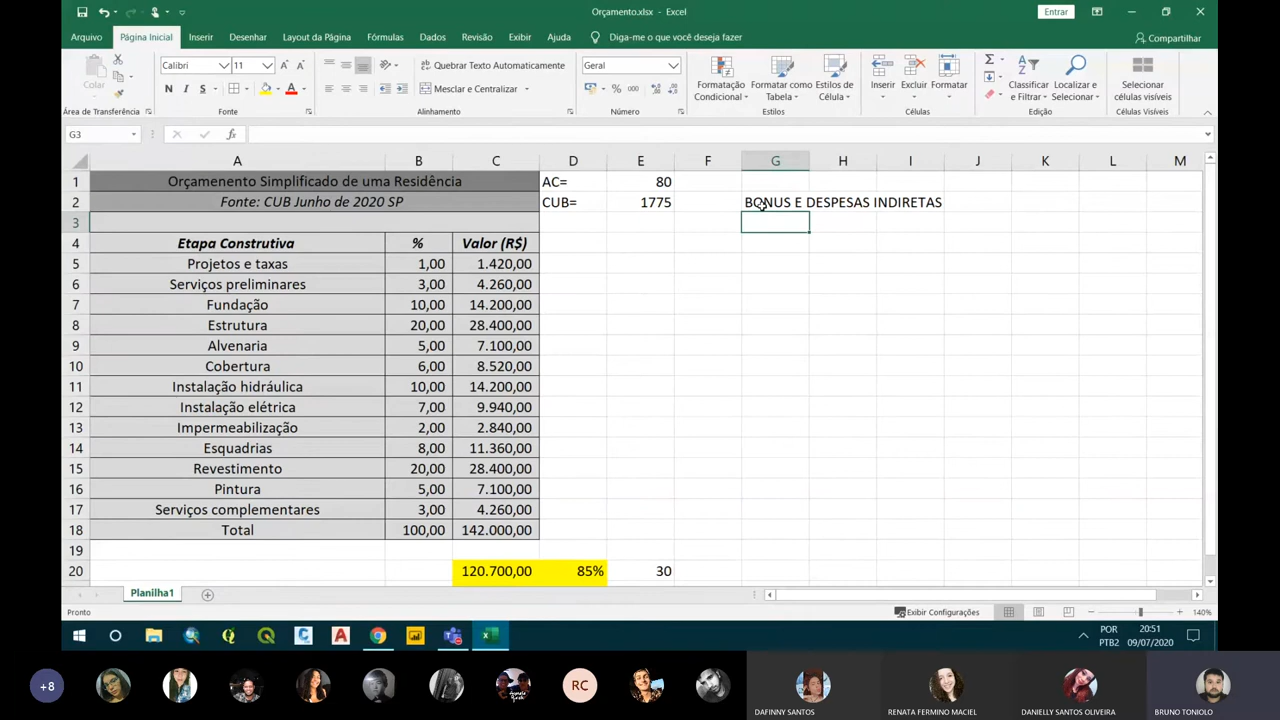 Orçamento.xlsx - Excel
Entrar
Arquivo Página Inicial Inserir Desenhar Layout da Página Fórmulas Dados Revisão Exibir Ajuda Diga-me o que você deseja fazer Compartilhar
Calibri 11 Quebrar Texto Automaticamente Geral
Colar N I S Mesclar e Centralizar % 000
Formatação Condicional
Formatar como Tabela
Estilos de Célula
Inserir Excluir Formatar
Classificar e Filtrar
Localizar e Selecionar
Selecionar células visíveis
Área de Transferência Fonte Alinhamento Número Estilos Células Edição Células Visíveis
G3 fx
A B C D E F G H I J K L M
1 Orçamenento Simplificado de uma Residência AC= 80
2 Fonte: CUB Junho de 2020 SP CUB= 1775 BONUS E DESPESAS INDIRETAS
3
4 Etapa Construtiva % Valor (R$)
5 Projetos e taxas 1,00 1.420,00
6 Serviços preliminares 3,00 4.260,00
7 Fundação 10,00 14.200,00
8 Estrutura 20,00 28.400,00
9 Alvenaria 5,00 7.100,00
10 Cobertura 6,00 8.520,00
11 Instalação hidráulica 10,00 14.200,00
12 Instalação elétrica 7,00 9.940,00
13 Impermeabilização 2,00 2.840,00
14 Esquadrias 8,00 11.360,00
15 Revestimento 20,00 28.400,00
16 Pintura 5,00 7.100,00
17 Serviços complementares 3,00 4.260,00
18 Total 100,00 142.000,00
19
20 120.700,00 85% 30
Planilha1
Pronto Exibir Configurações 140%
POR
PTB2
20:51
09/07/2020
+8
RC
DAFINNY SANTOS
RENATA FERMINO MACIEL
DANIELLY SANTOS OLIVEIRA
BRUNO TONIOLO